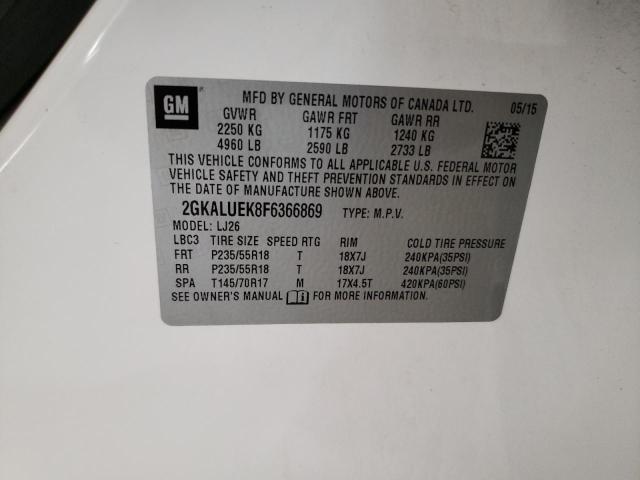 GM
MFD BY GENERAL MOTORS OF CANADA LTD. 05/15
GVWR GAWR FRT GAWR RR
2250 KG 1175 KG 1240 KG
4960 LB 2590 LB 2733 LB
THIS VEHICLE CONFORMS TO ALL APPLICABLE U.S. FEDERAL MOTOR
VEHICLE SAFETY AND THEFT PREVENTION STANDARDS IN EFFECT ON
THE DATE OF MANUFACTURE SHOWN ABOVE.
2GKALUEK8F6366869 TYPE: M.P.V.
MODEL: LJ26
LBC3 TIRE SIZE SPEED RTG RIM COLD TIRE PRESSURE
FRT P235/55R18 T 18X7J 240KPA(35PSI)
RR P235/55R18 T 18X7J 240KPA(35PSI)
SPA T145/70R17 M 17X4.5T 420KPA(60PSI)
SEE OWNER'S MANUAL FOR MORE INFORMATION.